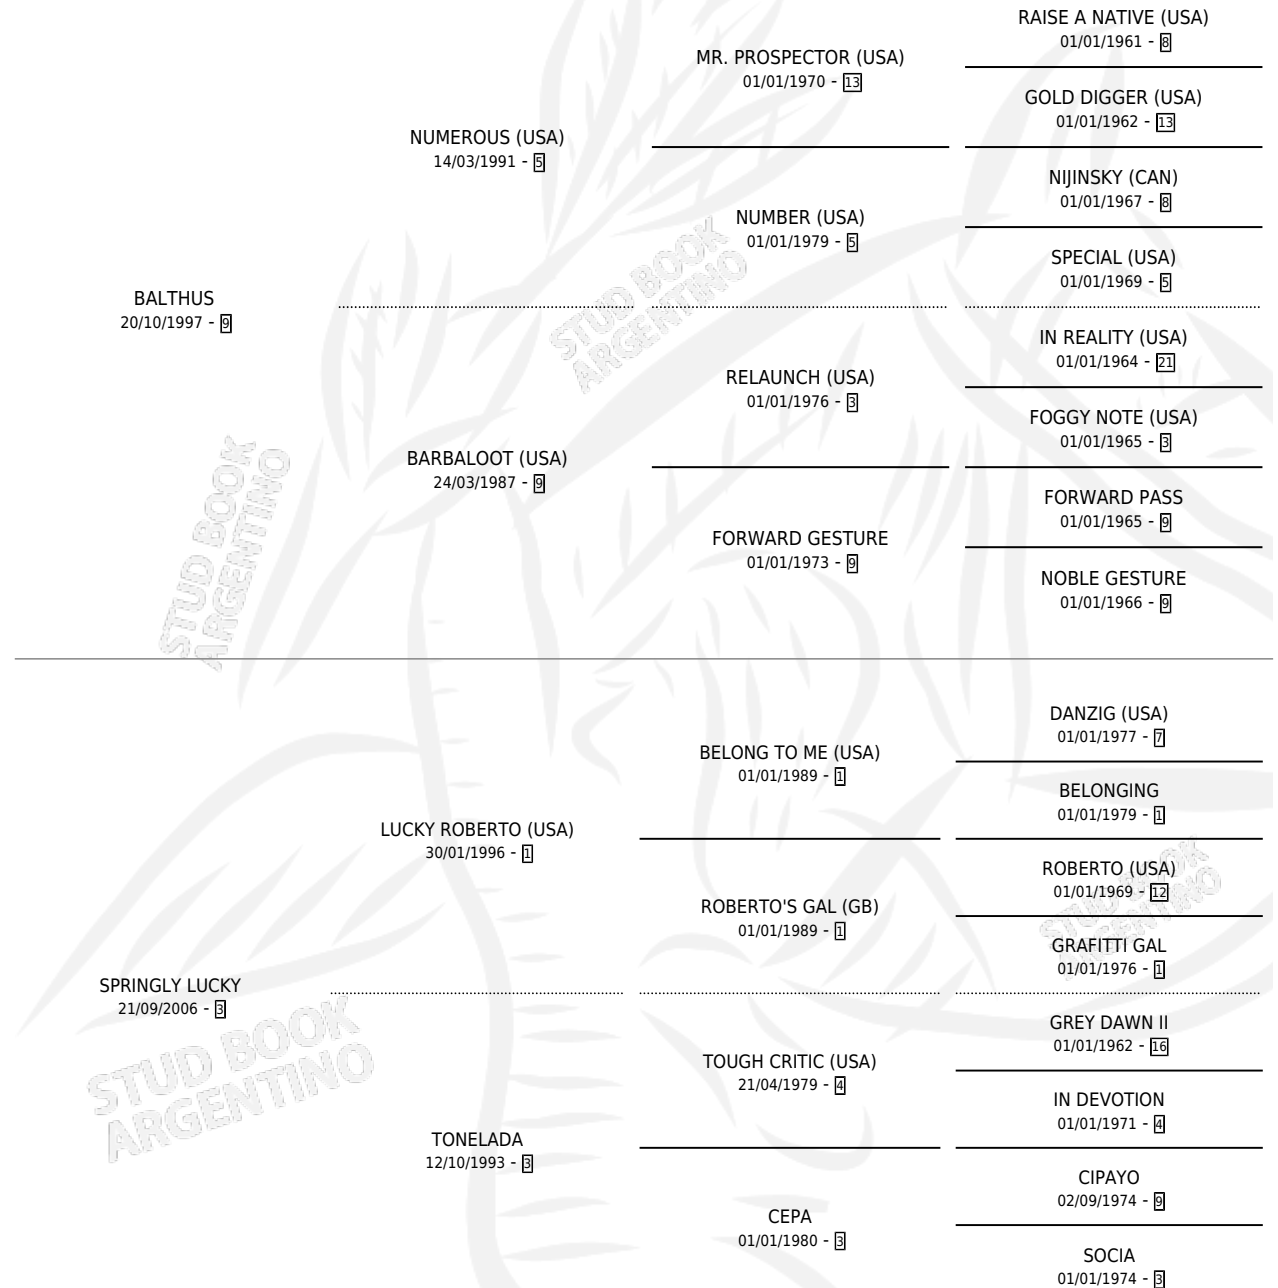 RAISE A NATIVE (USA)
01/01/1961 - 8
MR. PROSPECTOR (USA)
01/01/1970 - 13
GOLD DIGGER (USA)
01/01/1962 - 13
NUMEROUS (USA)
14/03/1991 - 5
NIJINSKY (CAN)
01/01/1967 - 8
NUMBER (USA)
01/01/1979 - 5
SPECIAL (USA)
01/01/1969 - 5
BALTHUS
20/10/1997 - 9
IN REALITY (USA)
01/01/1964 - 21
RELAUNCH (USA)
01/01/1976 - 3
FOGGY NOTE (USA)
01/01/1965 - 3
BARBALOOT (USA)
24/03/1987 - 9
FORWARD PASS
01/01/1965 - 9
FORWARD GESTURE
01/01/1973 - 9
NOBLE GESTURE
01/01/1966 - 9
DANZIG (USA)
01/01/1977 - 7
BELONG TO ME (USA)
01/01/1989 - 1
BELONGING
01/01/1979 - 1
LUCKY ROBERTO (USA)
30/01/1996 - 1
ROBERTO (USA)
01/01/1969 - 12
ROBERTO'S GAL (GB)
01/01/1989 - 1
GRAFITTI GAL
01/01/1976 - 1
SPRINGLY LUCKY
21/09/2006 - 3
GREY DAWN II
01/01/1962 - 16
TOUGH CRITIC (USA)
21/04/1979 - 4
IN DEVOTION
01/01/1971 - 4
TONELADA
12/10/1993 - 3
CIPAYO
02/09/1974 - 9
CEPA
01/01/1980 - 3
SOCIA
01/01/1974 - 3
STUD BOOK
ARGENTINO
STUD BOOK
ARGENTINO
STUD BOOK
ARGENTINO
STUD BOOK
ARGENTINO